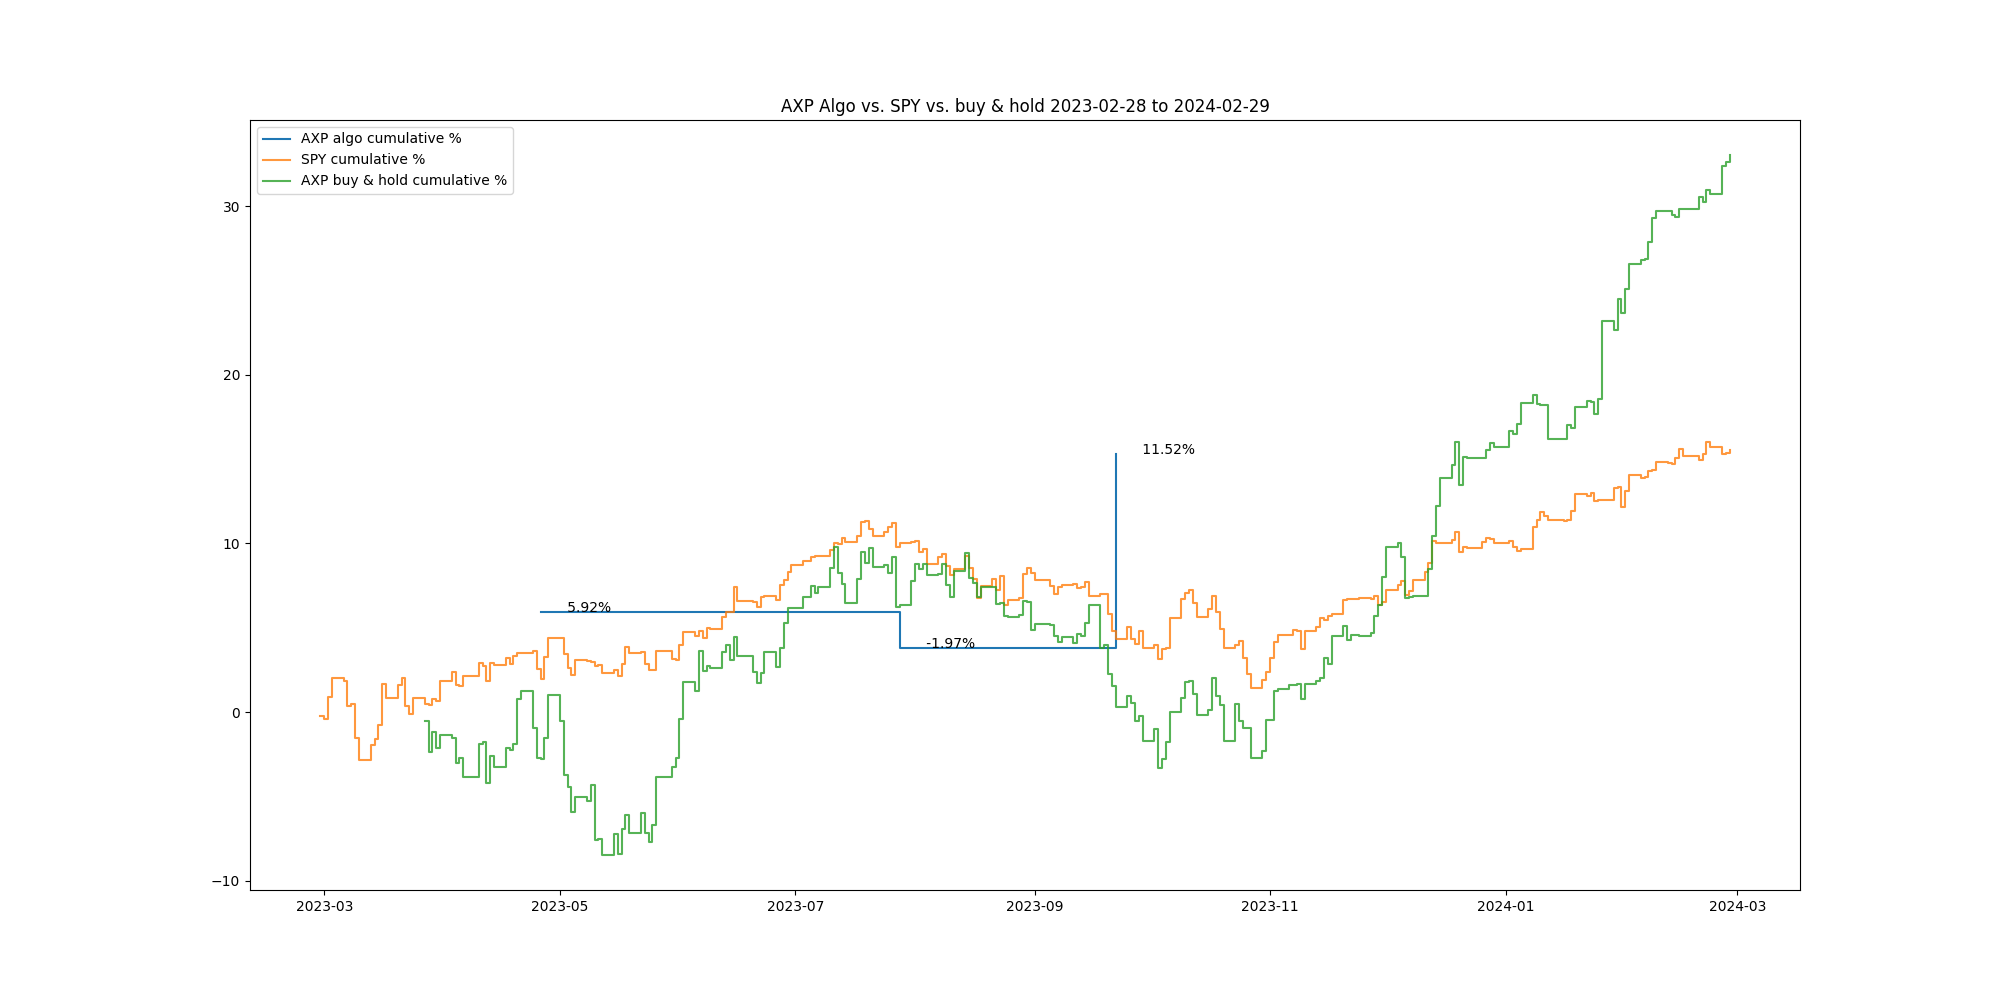 AXP Algo vs. SPY vs. buy & hold 2023-02-28 to 2024-02-29
AXP algo cumulative %
SPY cumulative %
AXP buy & hold cumulative %
30
20
11.52%
10
5.92%
-1.97%
0
−10
2023-03 2023-05 2023-07 2023-09 2023-11 2024-01 2024-03